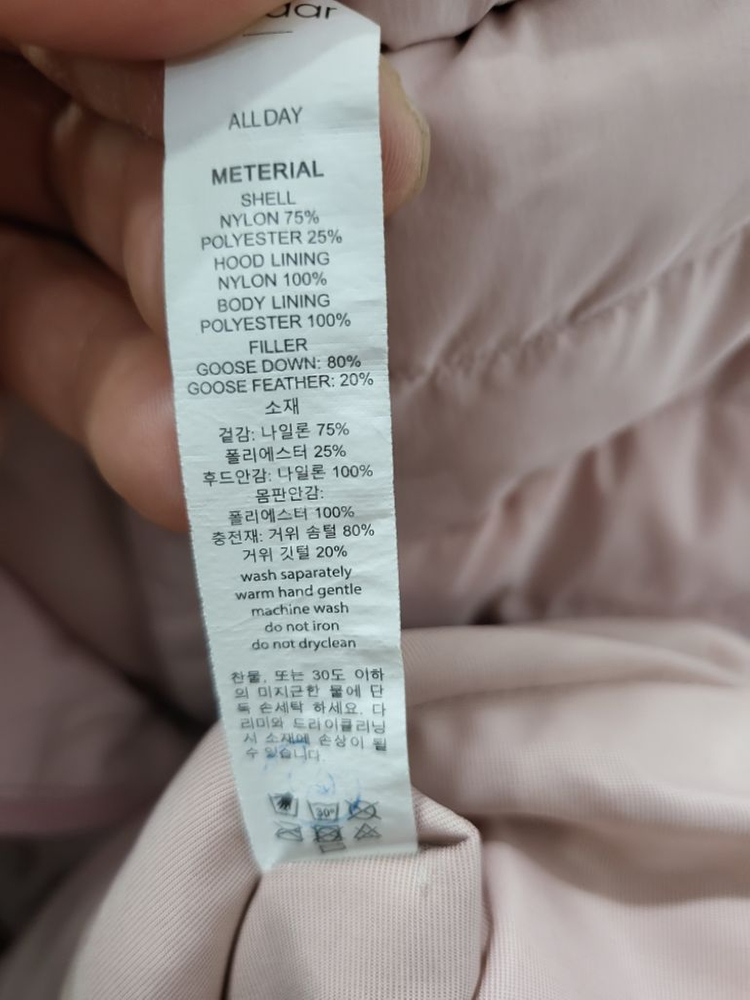 ALLDAY
METERIAL
SHELL
NYLON 75%
POLYESTER 25%
HOOD LINING
NYLON 100%
BODY LINING
POLYESTER 100%
FILLER
GOOSE DOWN: 80%
GOOSE FEATHER: 20%
소재
겉감: 나일론 75%
폴리에스터 25%
후드안감: 나일론 100%
몸판안감:
폴리에스터 100%
충전재: 거위 솜털 80%
거위 깃털 20%
wash saparately
warm hand gentle
machine wash
do not iron
do not dryclean
찬물, 또는 30도 이하
의 미지근한 물에 단
독 손세탁 하세요. 다
리미와 드라이클리닝
시 소재에 손상이 될
수 있습니다.
30°